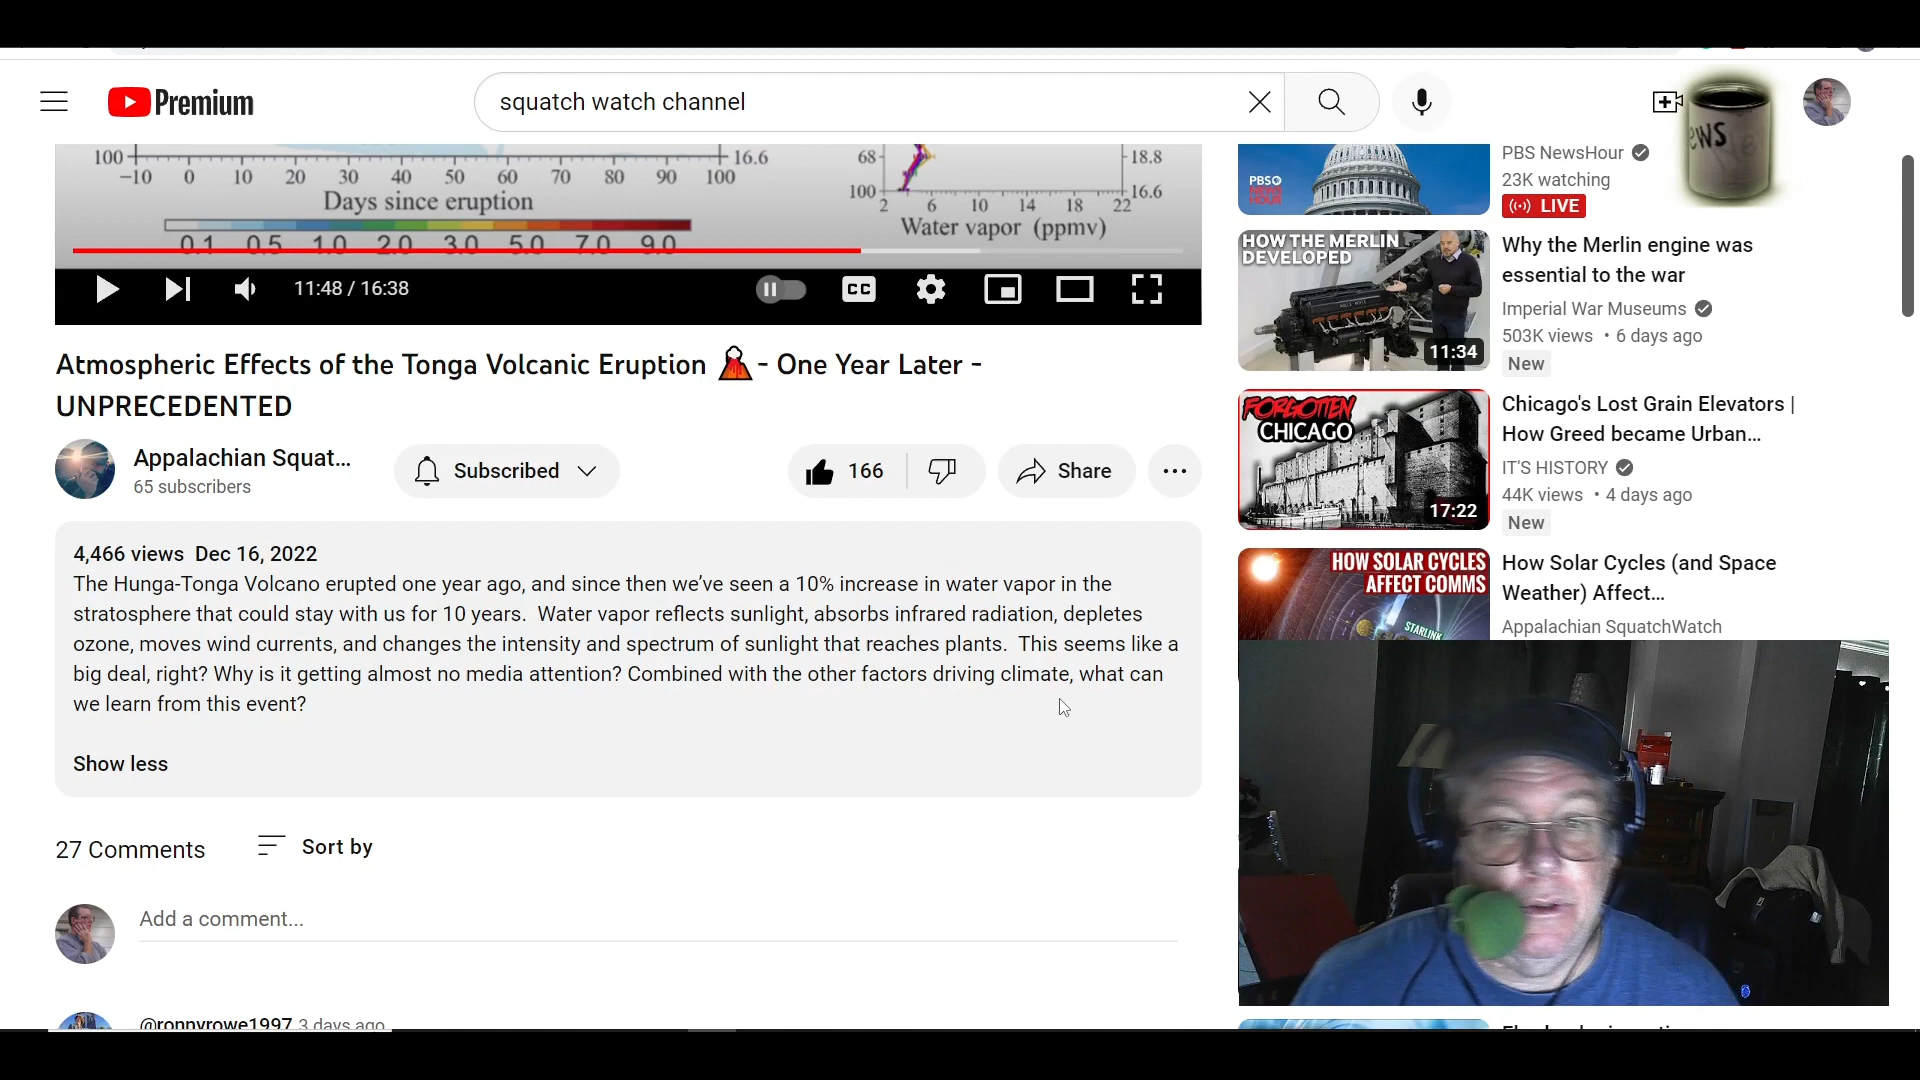 Premium
squatch watch channel
ews
100 16.6
−10 0 10 20 30 40 50 60 70 80 90 100
Days since eruption
0.1 0.5 1.0 2.0 3.0 5.0 7.0 9.0
68 18.8
100 16.6
2 6 10 14 18 22
Water vapor (ppmv)
11:48 / 16:38
CC
Atmospheric Effects of the Tonga Volcanic Eruption 🌋 - One Year Later -
UNPRECEDENTED
Appalachian Squat...
65 subscribers
Subscribed
166
Share
4,466 views Dec 16, 2022
The Hunga-Tonga Volcano erupted one year ago, and since then we’ve seen a 10% increase in water vapor in the
stratosphere that could stay with us for 10 years. Water vapor reflects sunlight, absorbs infrared radiation, depletes
ozone, moves wind currents, and changes the intensity and spectrum of sunlight that reaches plants. This seems like a
big deal, right? Why is it getting almost no media attention? Combined with the other factors driving climate, what can
we learn from this event?
Show less
27 Comments
Sort by
Add a comment...
@ronnyrowe1997 3 days ago
PBS
NEWS
HOUR
PBS NewsHour
23K watching
LIVE
HOW THE MERLIN
DEVELOPED
11:34
Why the Merlin engine was
essential to the war
Imperial War Museums
503K views • 6 days ago
New
FORGOTTEN
CHICAGO
17:22
Chicago's Lost Grain Elevators |
How Greed became Urban...
IT'S HISTORY
44K views • 4 days ago
New
HOW SOLAR CYCLES
AFFECT COMMS
STARLINK
How Solar Cycles (and Space
Weather) Affect...
Appalachian SquatchWatch